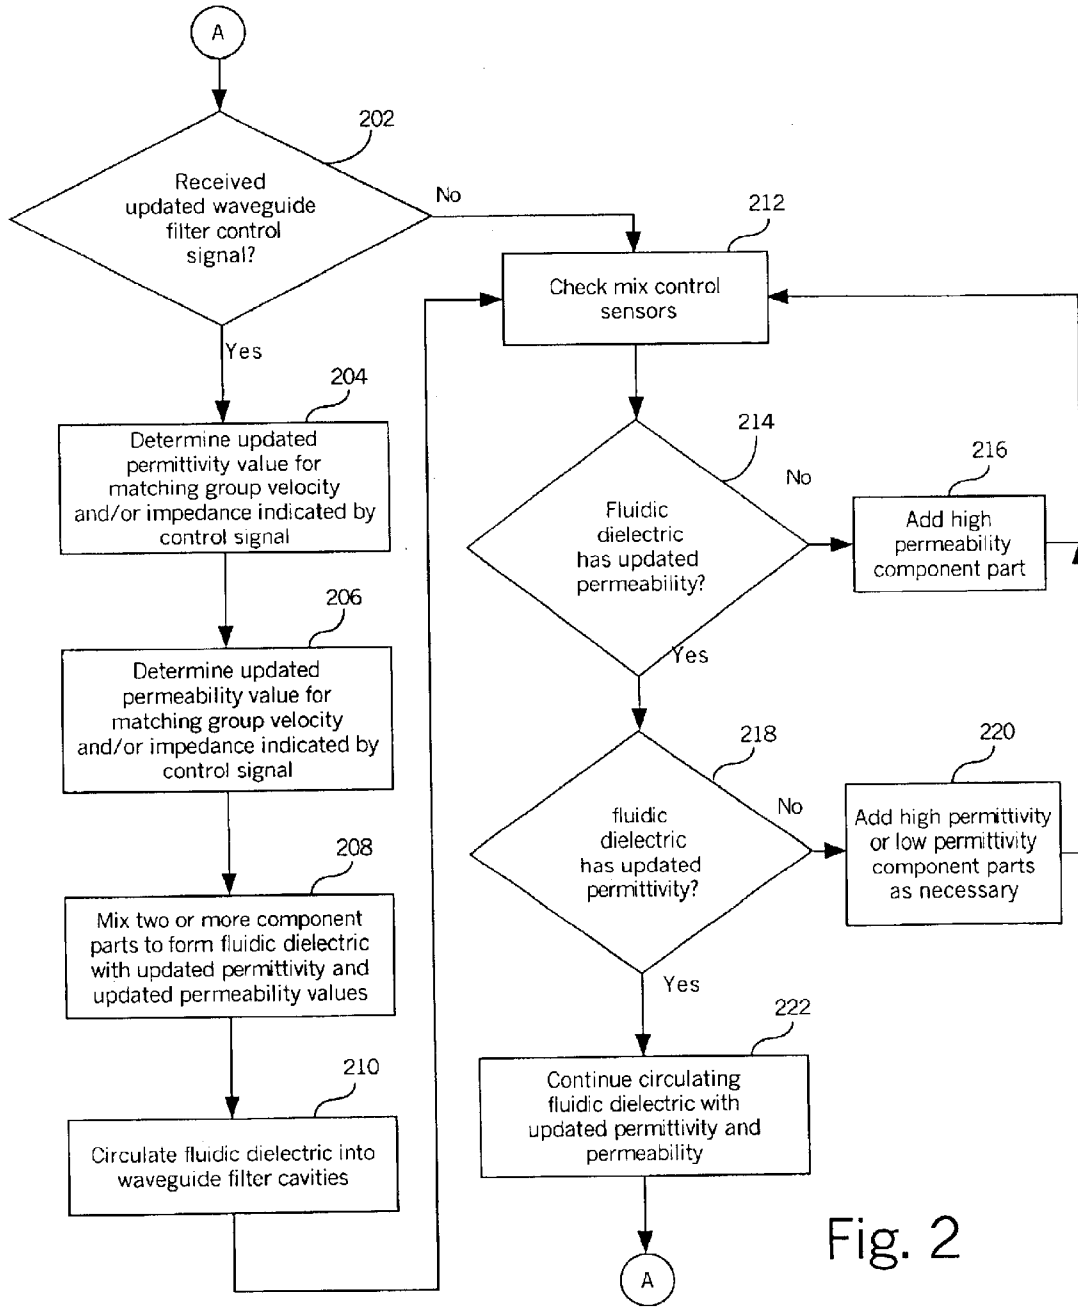 A
202
Received
updated waveguide
filter control
signal?
No
Yes
204
Determine updated
permittivity value for
matching group velocity
and/or impedance indicated by
control signal
206
Determine updated
permeability value for
matching group velocity
and/or impedance indicated by
control signal
208
Mix two or more component
parts to form fluidic dielectric
with updated permittivity and
updated permeability values
210
Circulate fluidic dielectric into
waveguide filter cavities
212
Check mix control
sensors
214
Fluidic
dielectric
has updated
permeability?
No
Yes
216
Add high
permeability
component part
218
fluidic
dielectric
has updated
permittivity?
No
Yes
220
Add high permittivity
or low permittivity
component parts
as necessary
222
Continue circulating
fluidic dielectric with
updated permittivity and
permeability
A
Fig. 2